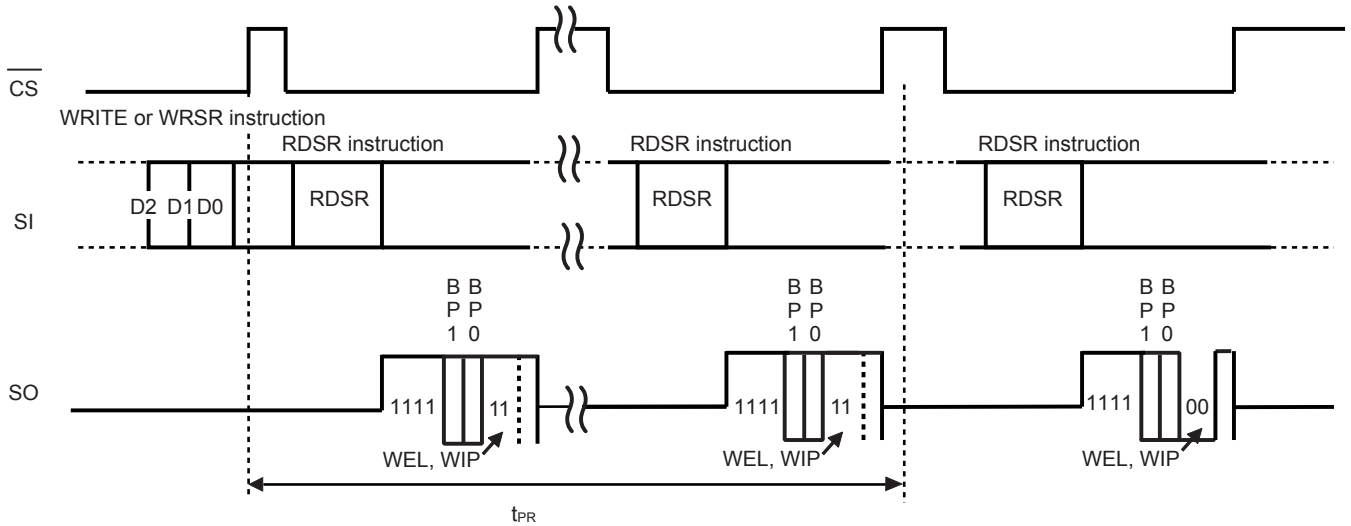 CS
WRITE or WRSR instruction
RDSR instruction RDSR instruction RDSR instruction
SI
D2 D1 D0 RDSR RDSR RDSR
B B B B B B
P P P P P P
1 0 1 0 1 0
SO
1111 11 1111 11 1111 00
WEL, WIP WEL, WIP WEL, WIP
tPR